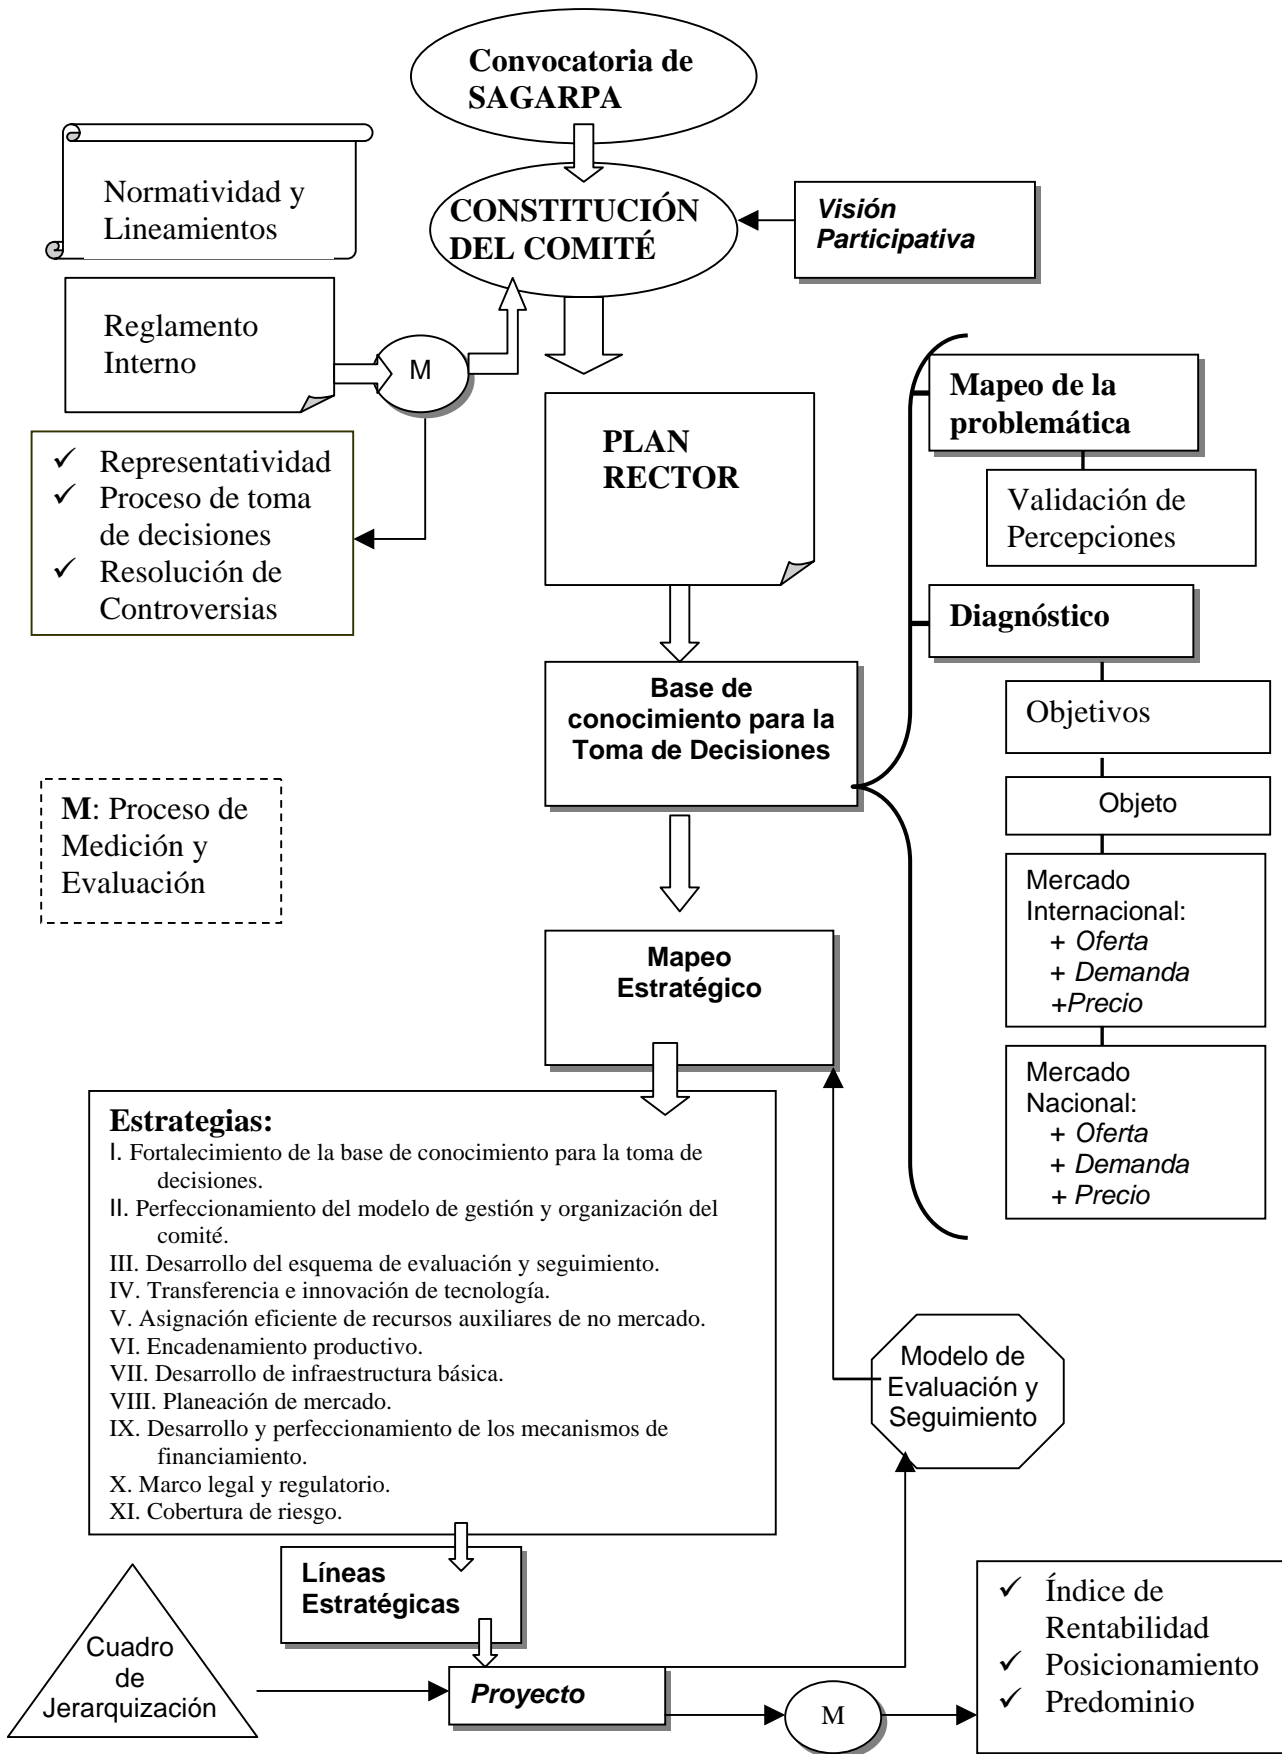 Convocatoria de
SAGARPA
Normatividad y
Lineamientos
CONSTITUCIÓN
DEL COMITÉ
Visión
Participativa
Reglamento
Interno
M
✓ Representatividad
✓ Proceso de toma
de decisiones
✓ Resolución de
Controversias
PLAN
RECTOR
Mapeo de la
problemática
Validación de
Percepciones
Diagnóstico
Objetivos
Objeto
Mercado
Internacional:
+ Oferta
+ Demanda
+Precio
Mercado
Nacional:
+ Oferta
+ Demanda
+ Precio
Base de
conocimiento para la
Toma de Decisiones
M: Proceso de
Medición y
Evaluación
Mapeo
Estratégico
Estrategias:
I. Fortalecimiento de la base de conocimiento para la toma de
decisiones.
II. Perfeccionamiento del modelo de gestión y organización del
comité.
III. Desarrollo del esquema de evaluación y seguimiento.
IV. Transferencia e innovación de tecnología.
V. Asignación eficiente de recursos auxiliares de no mercado.
VI. Encadenamiento productivo.
VII. Desarrollo de infraestructura básica.
VIII. Planeación de mercado.
IX. Desarrollo y perfeccionamiento de los mecanismos de
financiamiento.
X. Marco legal y regulatorio.
XI. Cobertura de riesgo.
Modelo de
Evaluación y
Seguimiento
Líneas
Estratégicas
Cuadro
de
Jerarquización
Proyecto
M
✓ Índice de
Rentabilidad
✓ Posicionamiento
✓ Predominio